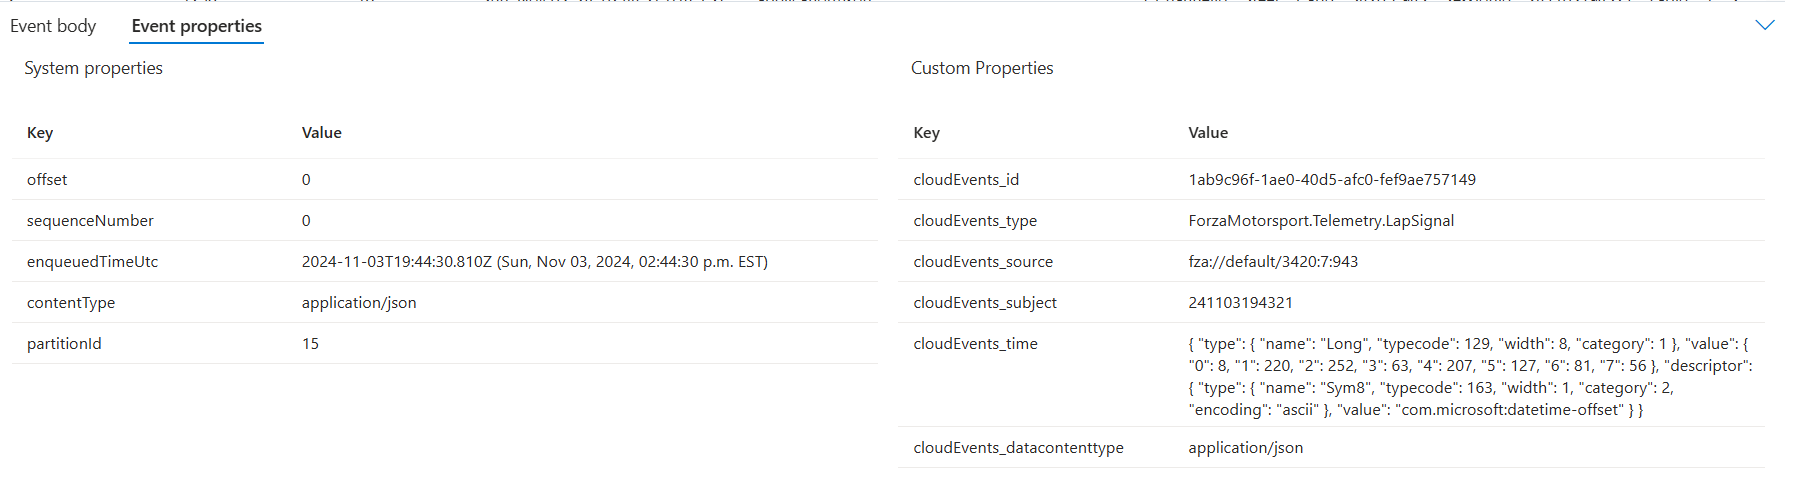 Event body Event properties
System properties
Key Value
offset 0
sequenceNumber 0
enqueuedTimeUtc 2024-11-03T19:44:30.810Z (Sun, Nov 03, 2024, 02:44:30 p.m. EST)
contentType application/json
partitionId 15
Custom Properties
Key Value
cloudEvents_id 1ab9c96f-1ae0-40d5-afc0-fef9ae757149
cloudEvents_type ForzaMotorsport.Telemetry.LapSignal
cloudEvents_source fza://default/3420:7:943
cloudEvents_subject 241103194321
cloudEvents_time { "type": { "name": "Long", "typecode": 129, "width": 8, "category": 1 }, "value": {
"0": 8, "1": 220, "2": 252, "3": 63, "4": 207, "5": 127, "6": 81, "7": 56 }, "descriptor":
{ "type": { "name": "Sym8", "typecode": 163, "width": 1, "category": 2,
"encoding": "ascii" }, "value": "com.microsoft:datetime-offset" } }
cloudEvents_datacontenttype application/json